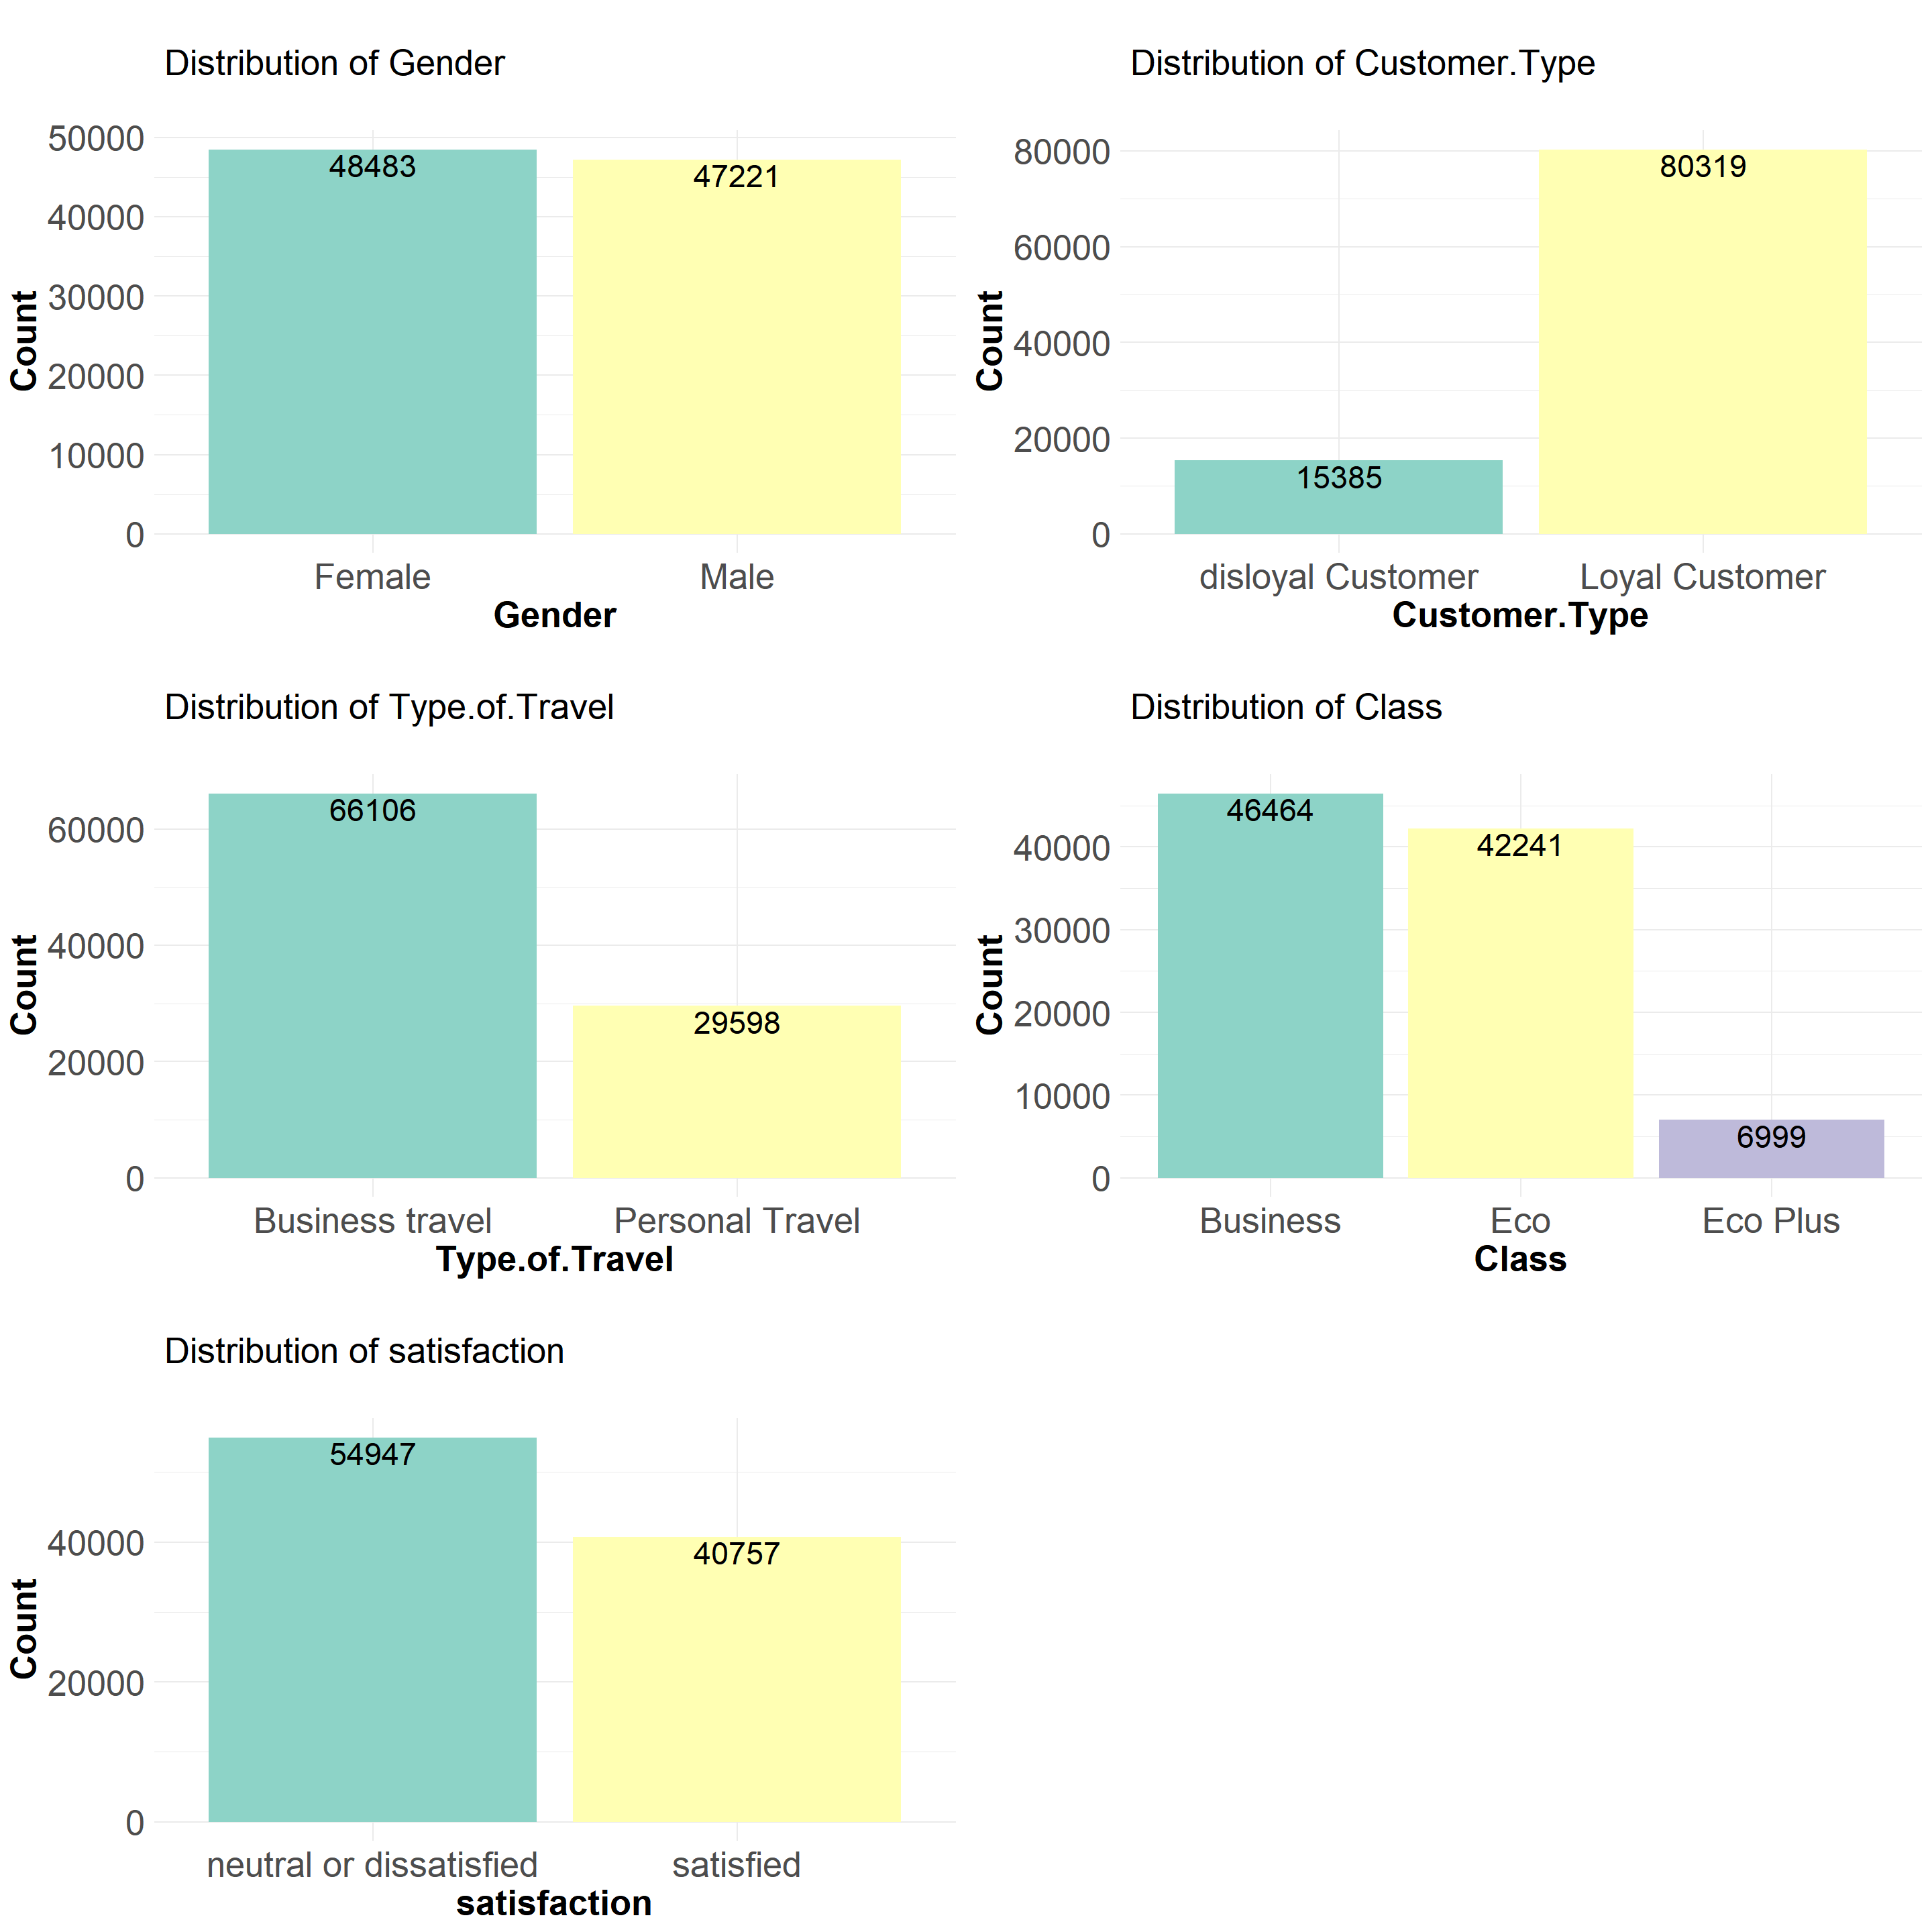 Distribution of Gender
50000
40000
30000
20000
10000
0
Count
48483
47221
Female
Male
Gender
Distribution of Customer.Type
80000
60000
40000
20000
0
Count
15385
80319
disloyal Customer
Loyal Customer
Customer.Type
Distribution of Type.of.Travel
60000
40000
20000
0
Count
66106
29598
Business travel
Personal Travel
Type.of.Travel
Distribution of Class
40000
30000
20000
10000
0
Count
46464
42241
6999
Business
Eco
Eco Plus
Class
Distribution of satisfaction
40000
20000
0
Count
54947
40757
neutral or dissatisfied
satisfied
satisfaction